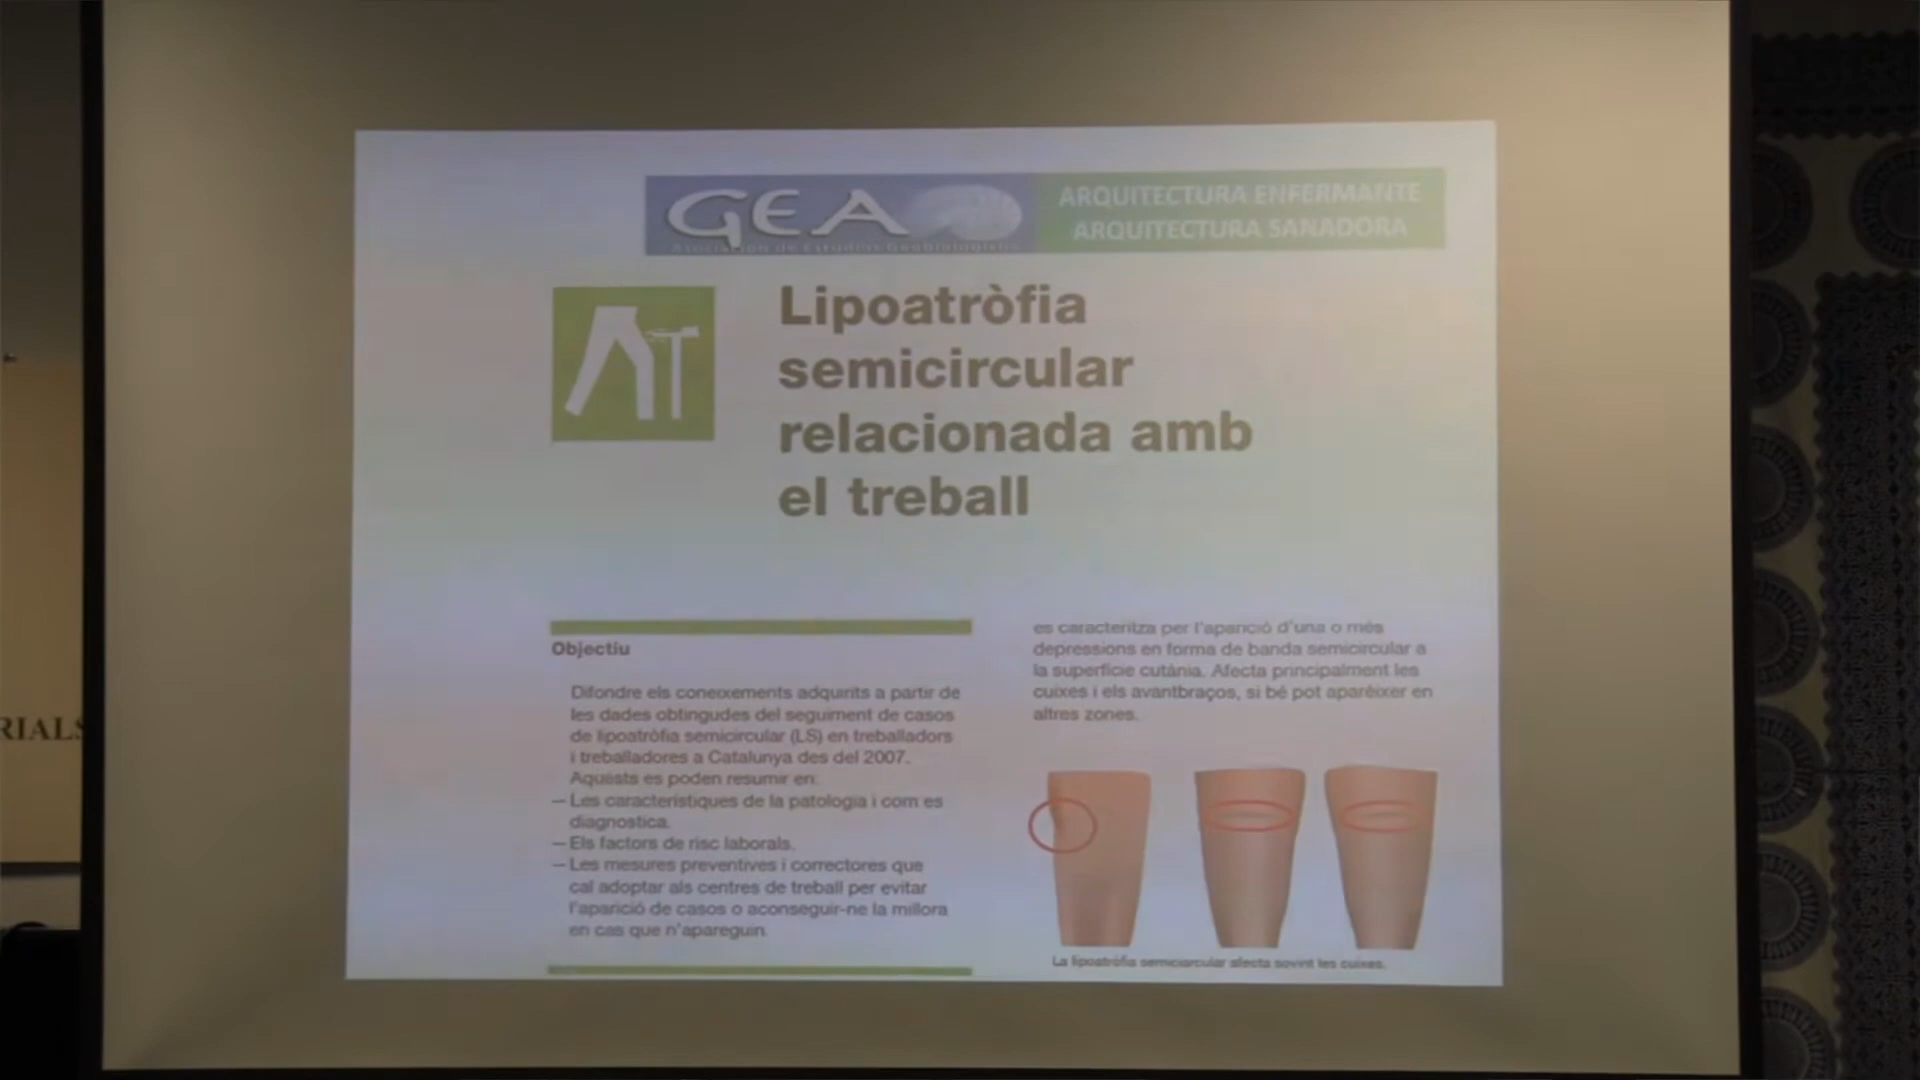 GEA
Asociación de Estudios Geobiológicos
ARQUITECTURA ENFERMANTE
ARQUITECTURA SANADORA
Lipoatròfia
semicircular
relacionada amb
el treball
Objectiu
Difondre els coneixements adquirits a partir de
les dades obtingudes del seguiment de casos
de lipoatròfia semicircular (LS) en treballadors
i treballadores a Catalunya des del 2007.
Aquests es poden resumir en:
— Les característiques de la patologia i com es
diagnostica.
— Els factors de risc laborals.
— Les mesures preventives i correctores que
cal adoptar als centres de treball per evitar
l'aparició de casos o aconseguir-ne la millora
en cas que n'apareguin.
es caracteritza per l'aparició d'una o més
depressions en forma de banda semicircular a
la superfície cutània. Afecta principalment les
cuixes i els avantbraços, si bé pot aparèixer en
altres zones.
La lipoatròfia semicircular afecta sovint les cuixes.
RIALS